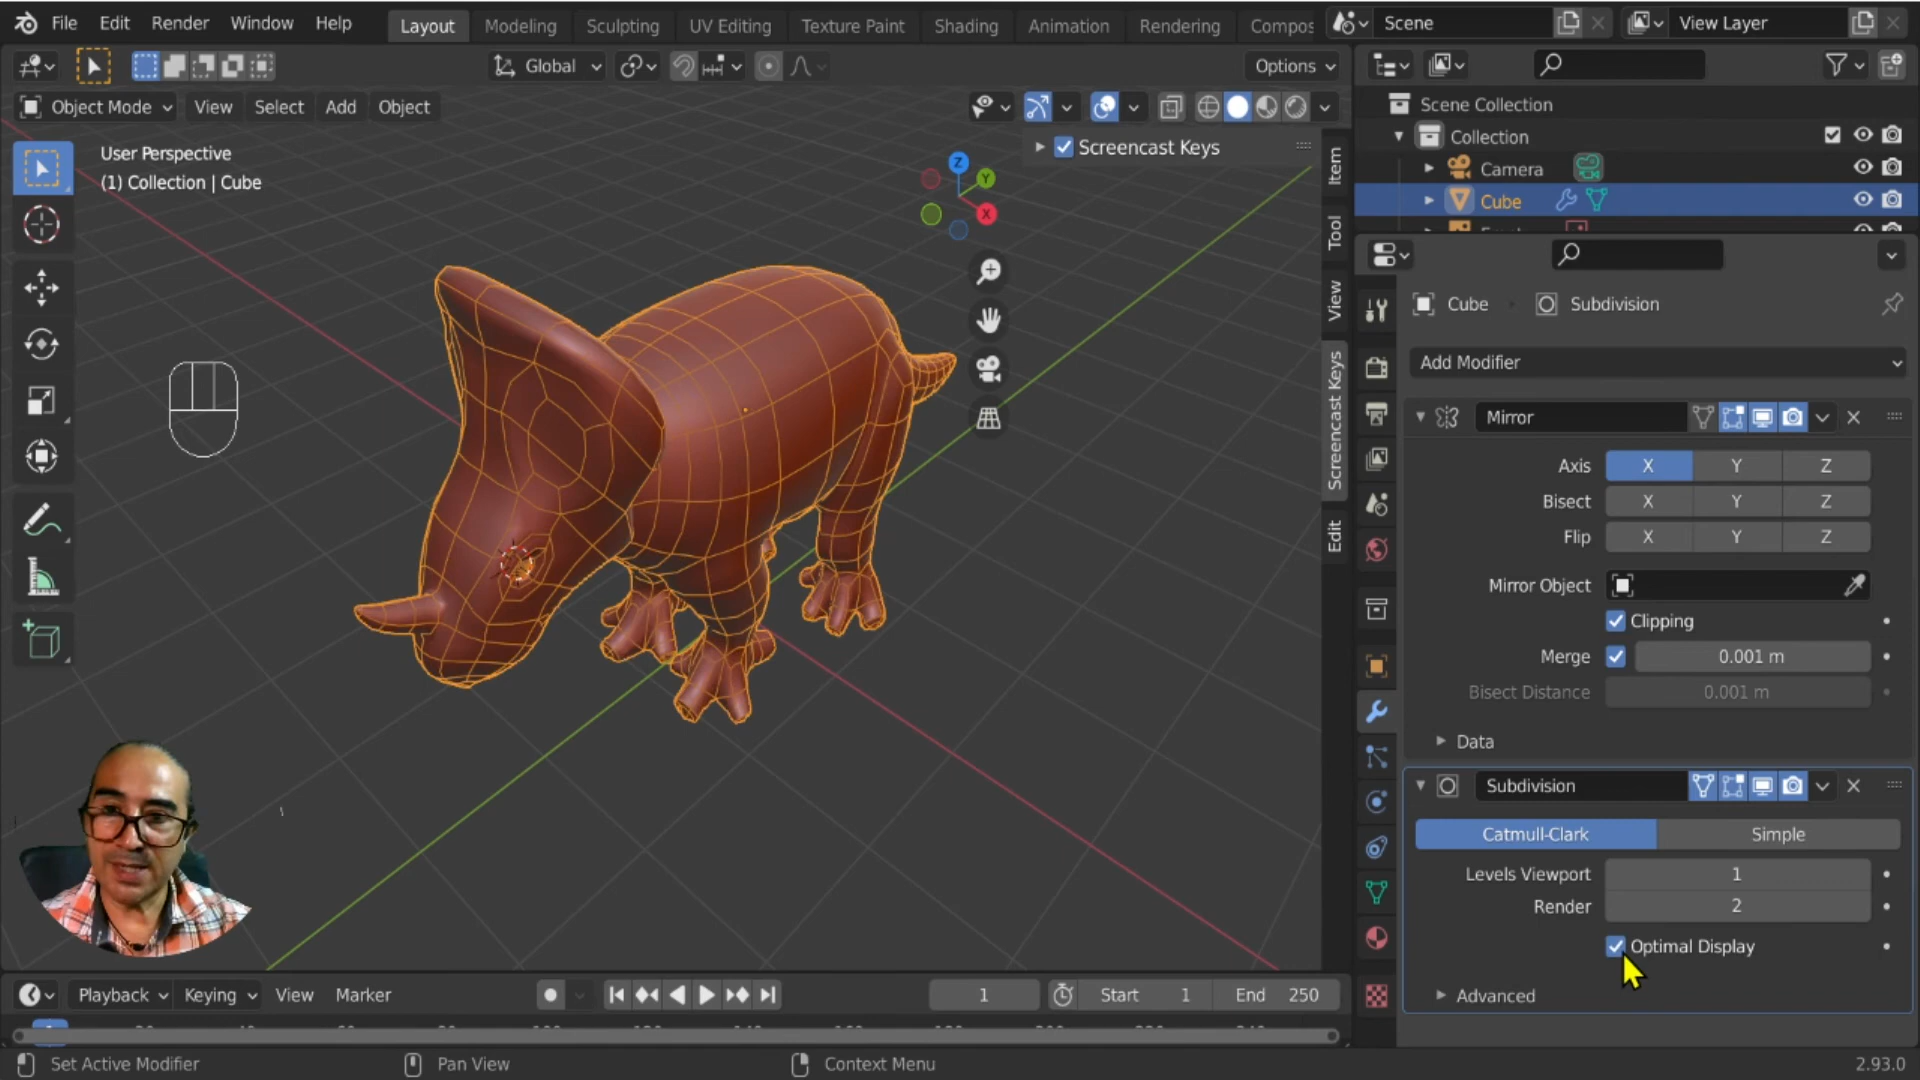 File Edit Render Window Help Layout Modeling Sculpting UV Editing Texture Paint Shading Animation Rendering Compos Scene View Layer
Global Options
Object Mode View Select Add Object
User Perspective
(1) Collection | Cube
Screencast Keys
Z
Y
X
Item
Tool
View
Screencast Keys
Edit
Scene Collection
Collection
Camera
Cube
Cube Subdivision
Add Modifier
Mirror
Axis X Y Z
Bisect X Y Z
Flip X Y Z
Mirror Object
Clipping
Merge 0.001 m
Bisect Distance 0.001 m
Data
Subdivision
Catmull-Clark Simple
Levels Viewport 1
Render 2
Optimal Display
Advanced
Playback Keying View Marker 1 Start 1 End 250
Set Active Modifier Pan View Context Menu 2.93.0